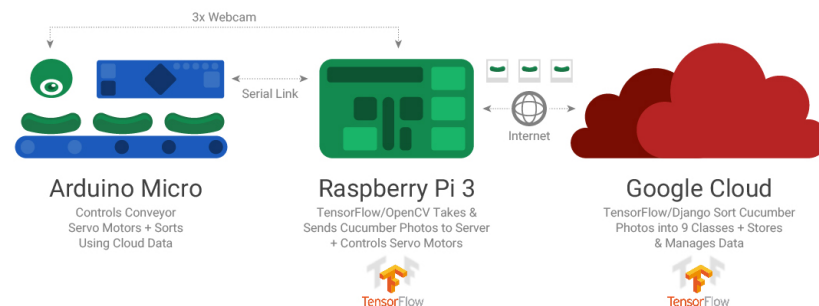 3x Webcam
Serial Link
Internet
Arduino Micro
Controls Conveyor
Servo Motors + Sorts
Using Cloud Data
Raspberry Pi 3
TensorFlow/OpenCV Takes &
Sends Cucumber Photos to Server
+ Controls Servo Motors
TensorFlow
Google Cloud
TensorFlow/Django Sort Cucumber
Photos into 9 Classes + Stores
& Manages Data
TensorFlow